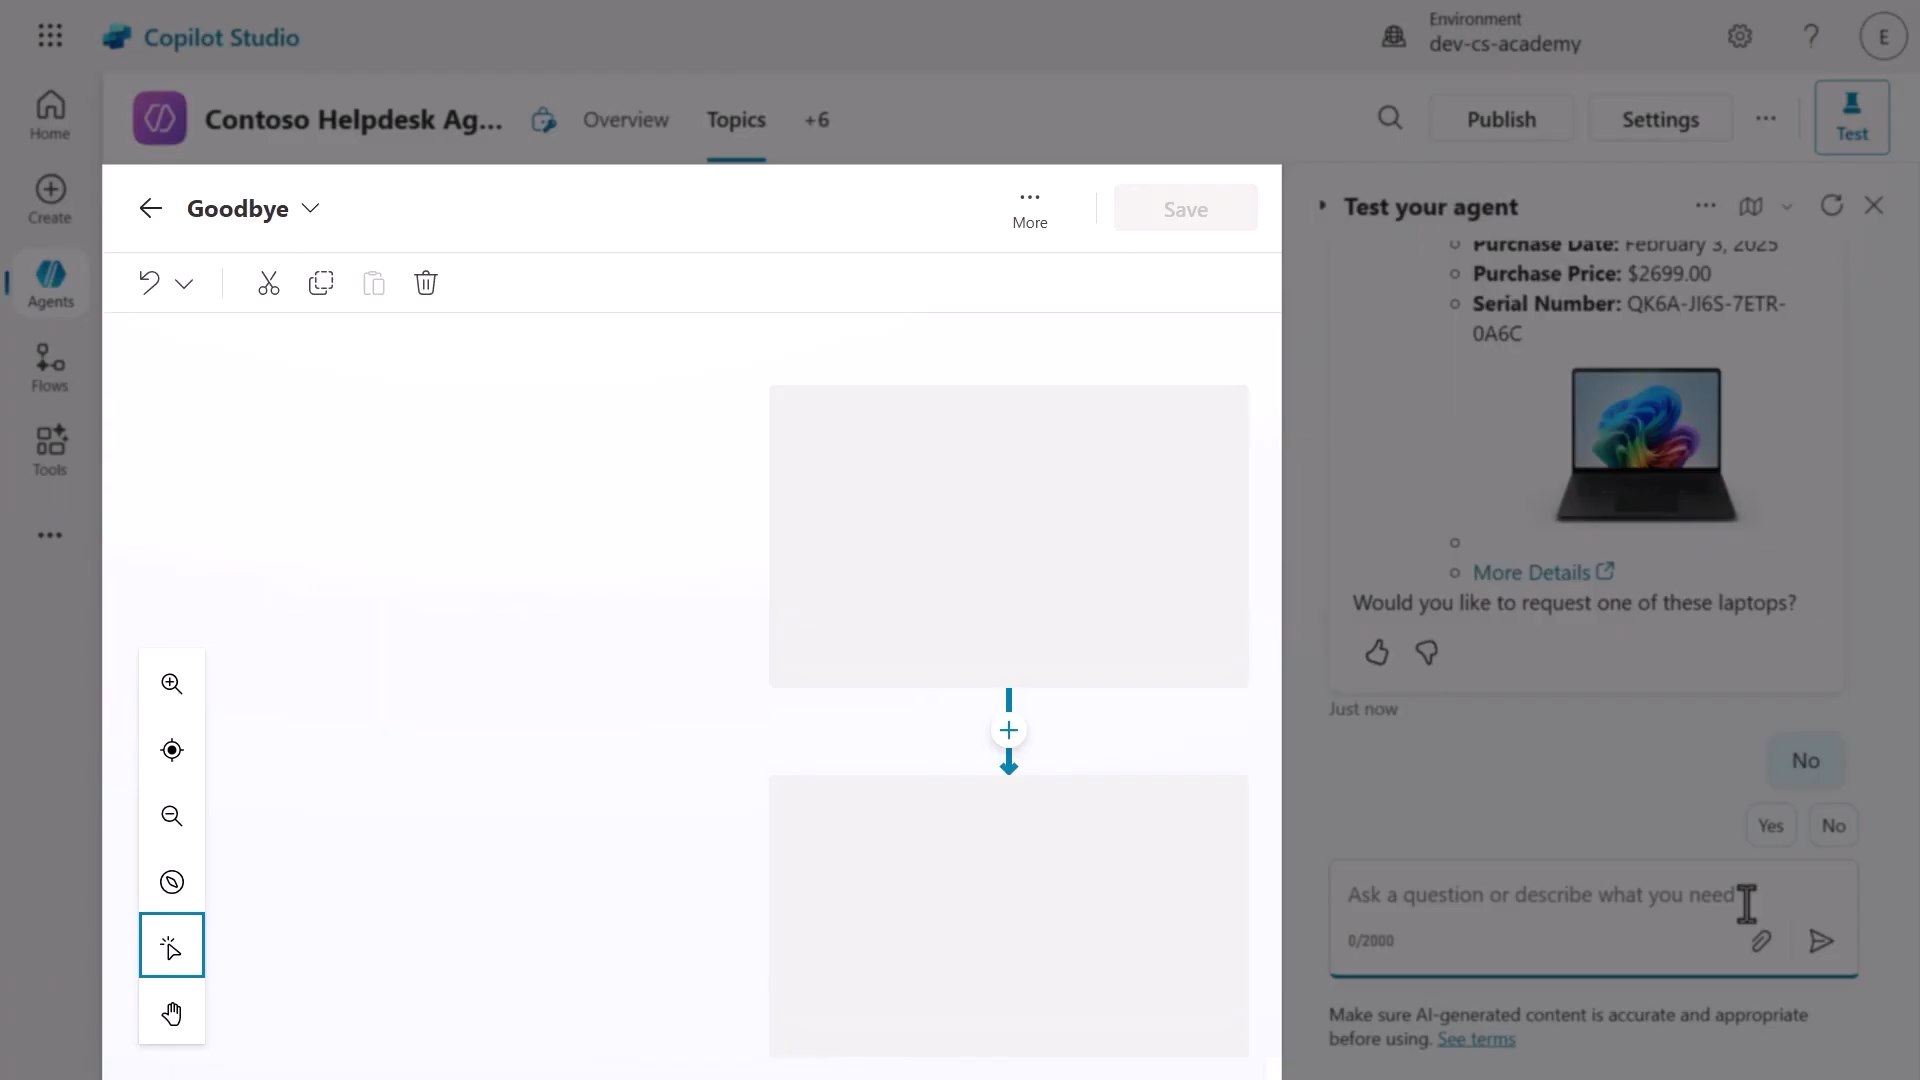 Copilot Studio
Environment
dev-cs-academy
E
Home
Create
Agents
Flows
Tools
Contoso Helpdesk Ag...
Overview
Topics
+6
Publish
Settings
Test
Goodbye
More
Save
Test your agent
Purchase Date: February 3, 2025
Purchase Price: $2699.00
Serial Number: QK6A-JI6S-7ETR-
0A6C
More Details
Would you like to request one of these laptops?
Just now
No
Yes
No
Ask a question or describe what you need
0/2000
Make sure AI-generated content is accurate and appropriate
before using. See terms